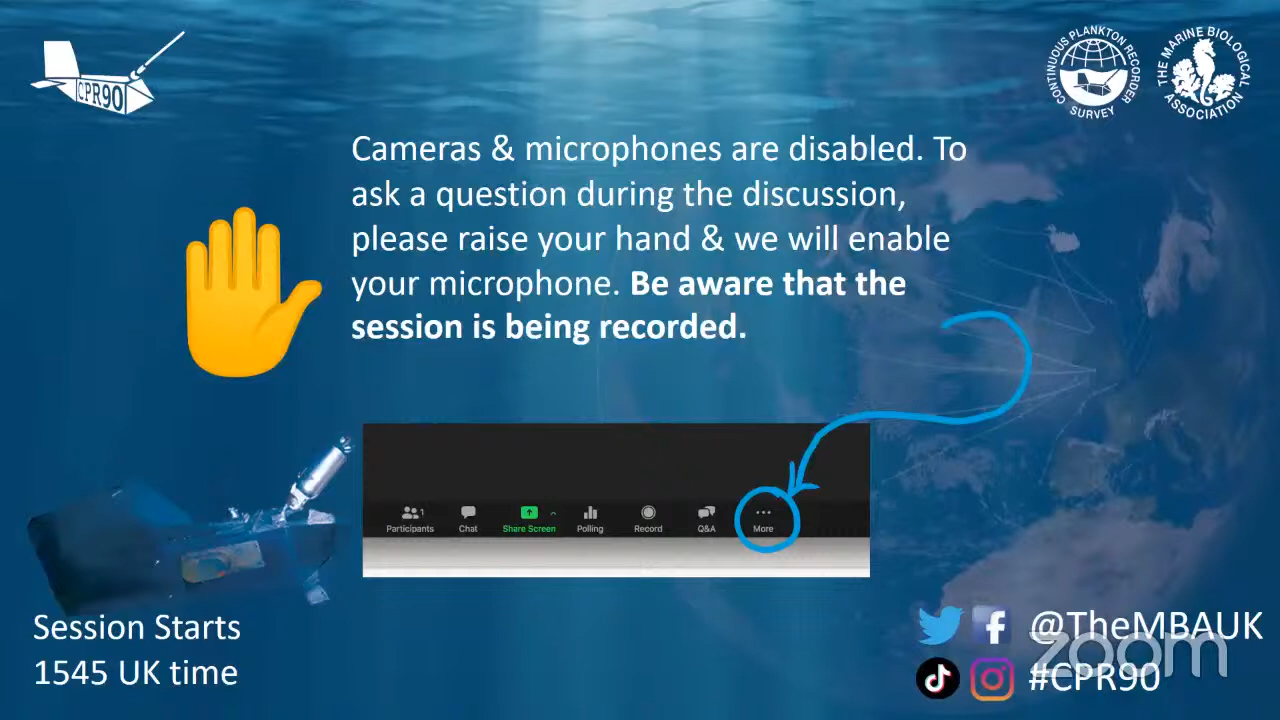 CPR90
CONTINUOUS PLANKTON RECORDER
SURVEY
THE MARINE BIOLOGICAL
ASSOCIATION
Cameras & microphones are disabled. To
ask a question during the discussion,
please raise your hand & we will enable
your microphone. Be aware that the
session is being recorded.
1
Participants
Chat
Share Screen
Polling
Record
Q&A
More
Session Starts
1545 UK time
@TheMBAUK
#CPR90
zoom